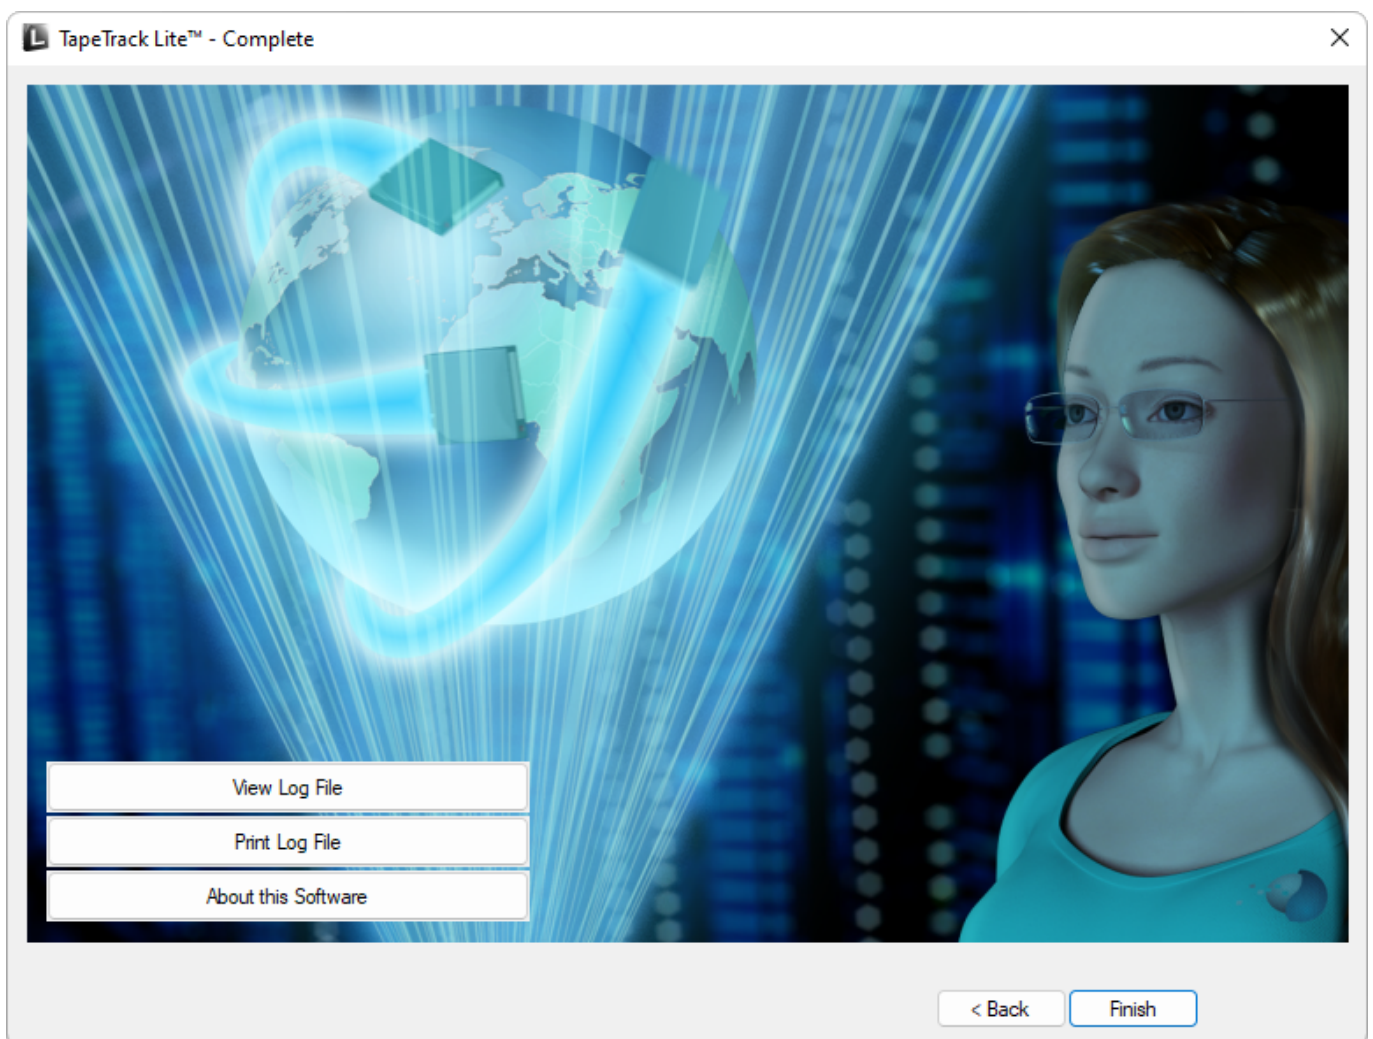 TapeTrack Lite™ - Complete
View Log File
Print Log File
About this Software
< Back
Finish